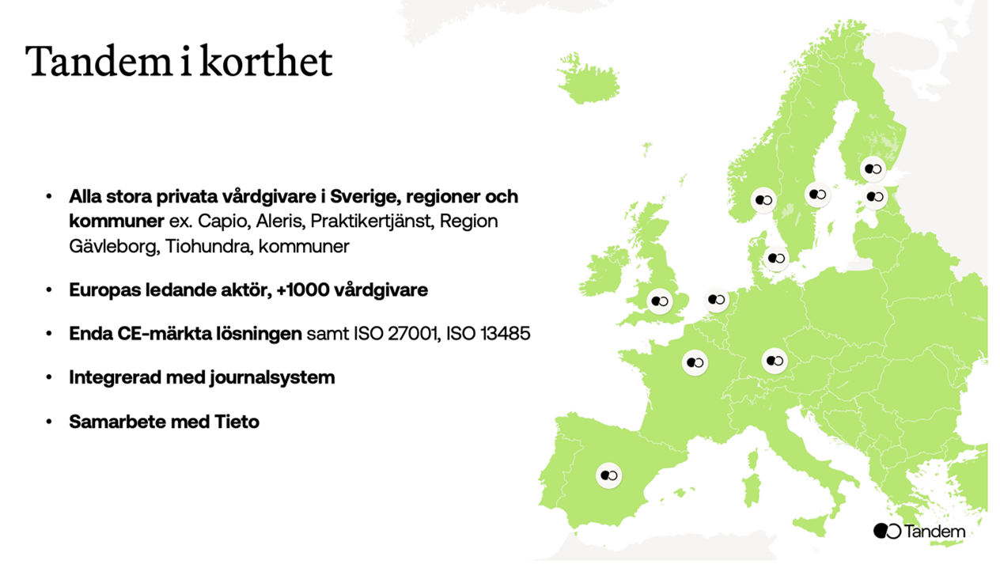 Tandem i korthet
• Alla stora privata vårdgivare i Sverige, regioner och
kommuner ex. Capio, Aleris, Praktikertjänst, Region
Gävleborg, Tiohundra, kommuner
• Europas ledande aktör, +1000 vårdgivare
• Enda CE-märkta lösningen samt ISO 27001, ISO 13485
• Integrerad med journalsystem
• Samarbete med Tieto
Tandem